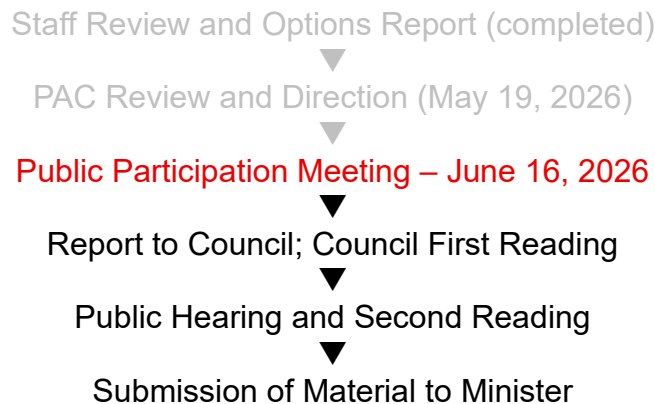 Staff Review and Options Report (completed)
PAC Review and Direction (May 19, 2026)
Public Participation Meeting – June 16, 2026
Report to Council; Council First Reading
Public Hearing and Second Reading
Submission of Material to Minister